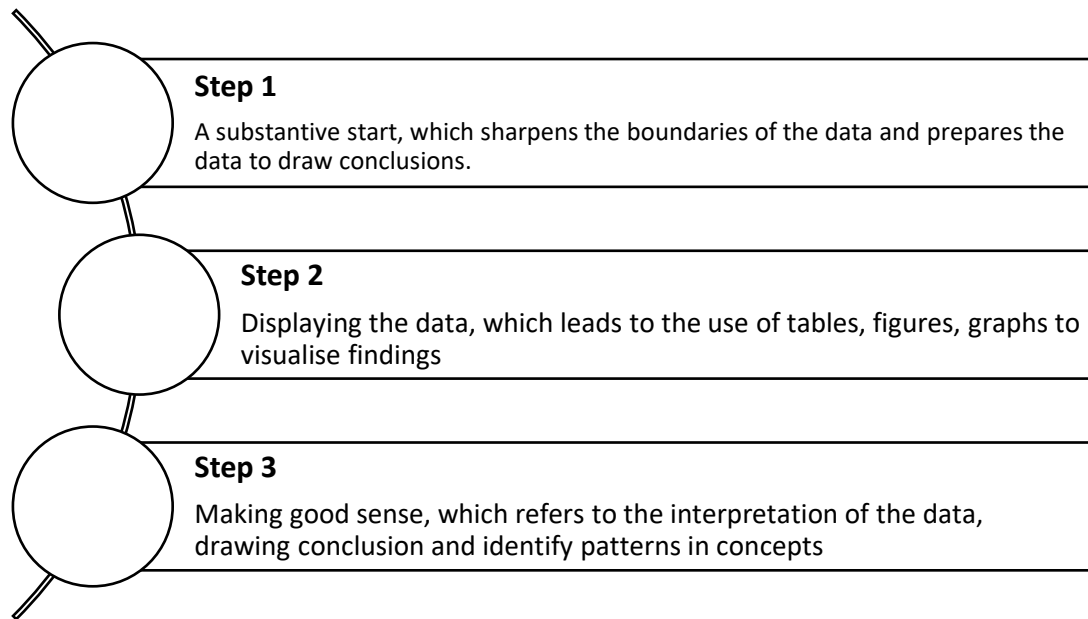 Step 1
A substantive start, which sharpens the boundaries of the data and prepares the
data to draw conclusions.
Step 2
Displaying the data, which leads to the use of tables, figures, graphs to
visualise findings
Step 3
Making good sense, which refers to the interpretation of the data,
drawing conclusion and identify patterns in concepts